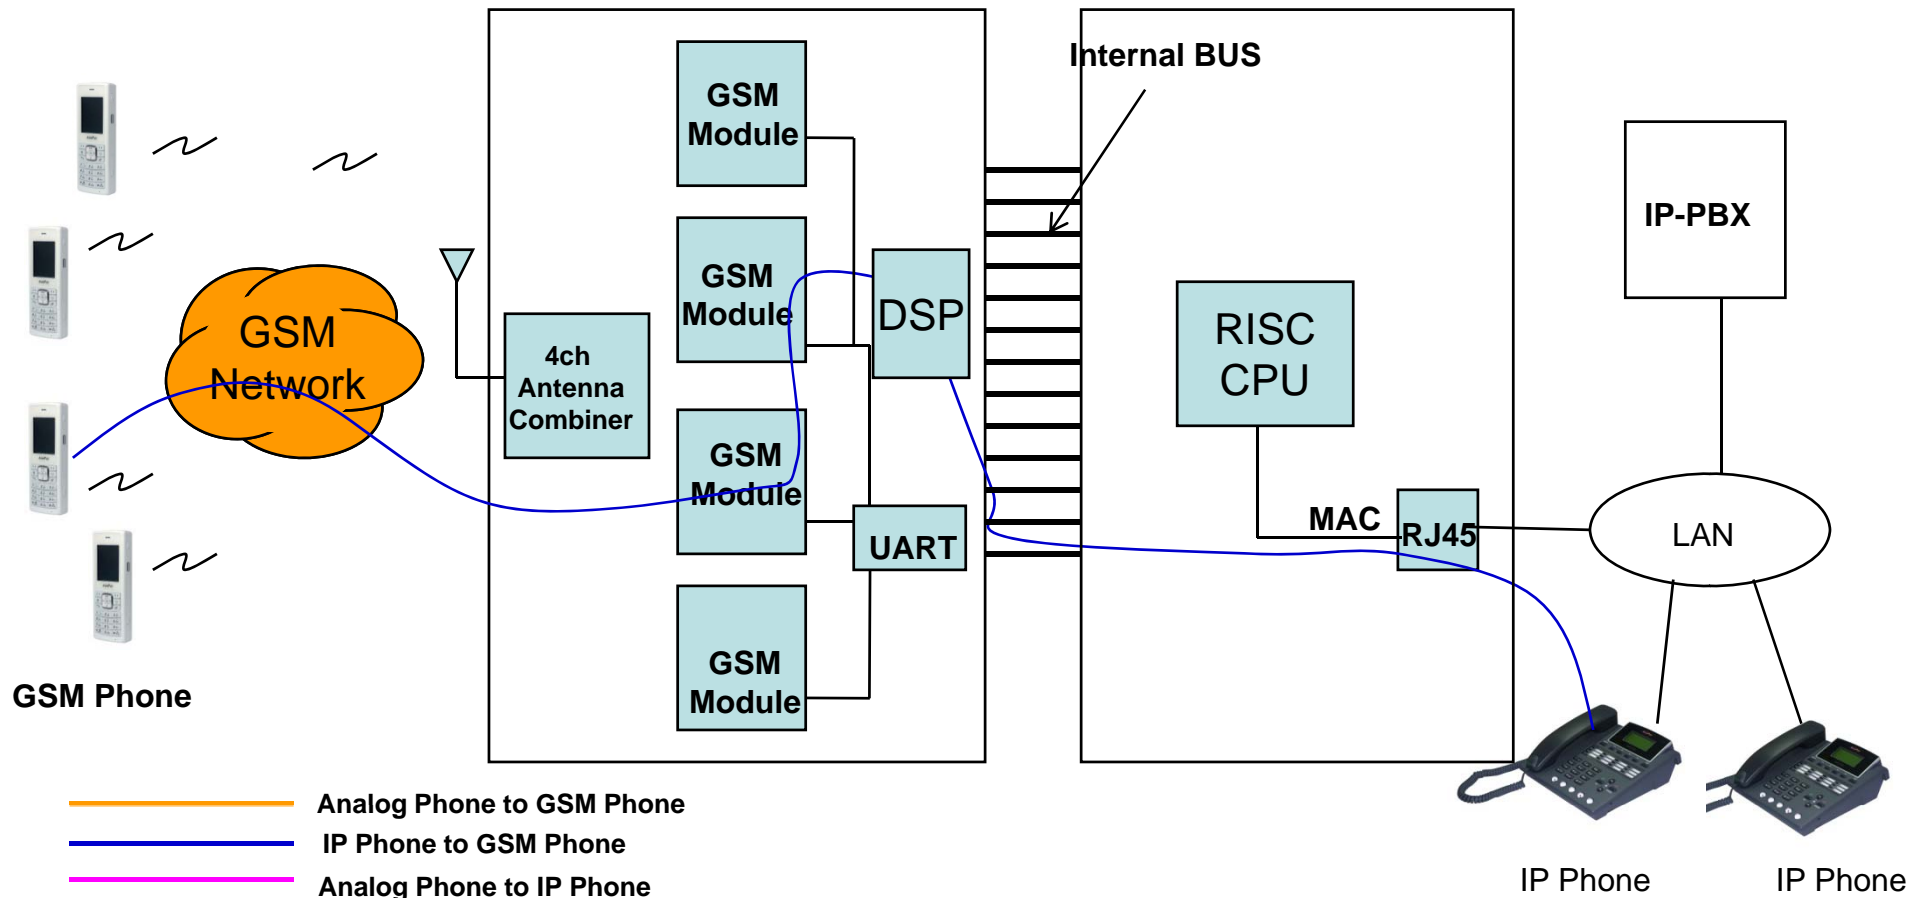 Internal BUS
GSM
Module
GSM
Module
GSM
Module
GSM
Module
4ch
Antenna
Combiner
DSP
UART
RISC
CPU
MAC
RJ45
IP-PBX
LAN
GSM
Network
GSM Phone
Analog Phone to GSM Phone
IP Phone to GSM Phone
Analog Phone to IP Phone
IP Phone
IP Phone